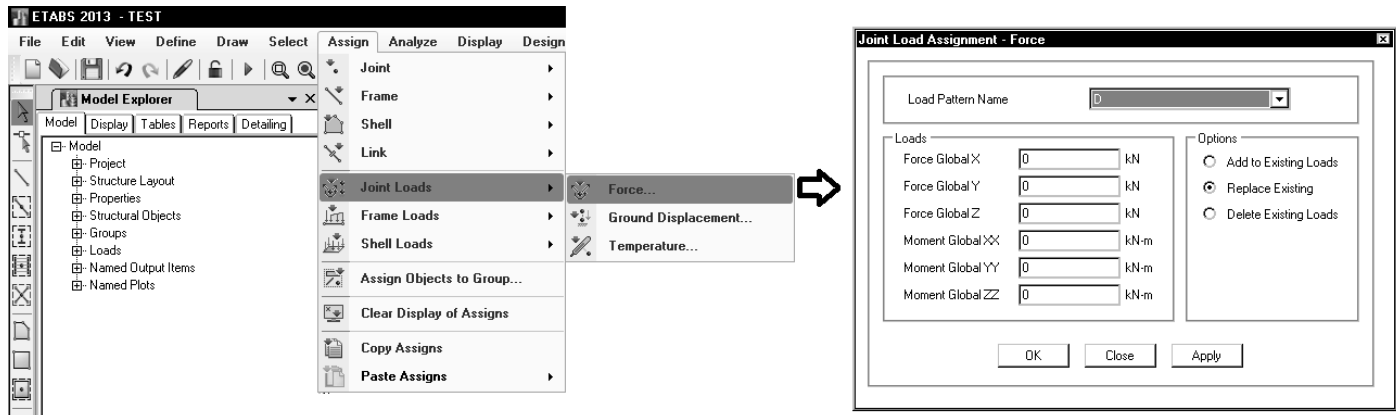 ETABS 2013 - TEST
File Edit View Define Draw Select Assign Analyze Display Design
Model Explorer
Model Display Tables Reports Detailing
Model
Project
Structure Layout
Properties
Structural Objects
Groups
Loads
Named Output Items
Named Plots
Joint
Frame
Shell
Link
Joint Loads
Frame Loads
Shell Loads
Assign Objects to Group...
Clear Display of Assigns
Copy Assigns
Paste Assigns
Force...
Ground Displacement...
Temperature...
Joint Load Assignment - Force
Load Pattern Name D
Loads
Force Global X 0 kN
Force Global Y 0 kN
Force Global Z 0 kN
Moment Global XX 0 kN-m
Moment Global YY 0 kN-m
Moment Global ZZ 0 kN-m
Options
Add to Existing Loads
Replace Existing
Delete Existing Loads
OK Close Apply